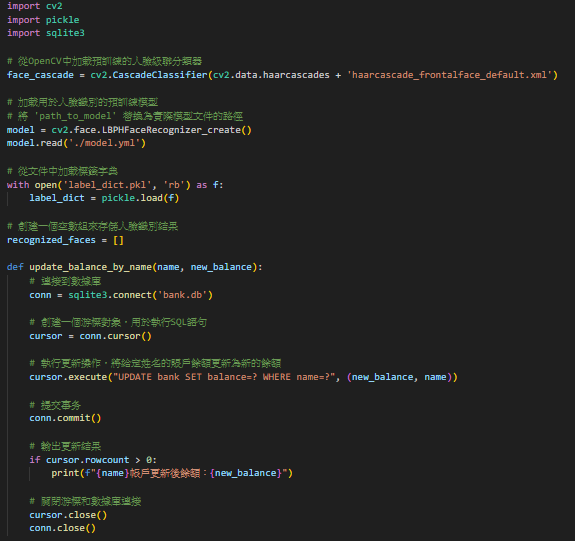 import cv2
import pickle
import sqlite3
# 從OpenCV中加載預訓練的人臉級聯分類器
face_cascade = cv2.CascadeClassifier(cv2.data.haarcascades + 'haarcascade_frontalface_default.xml')
# 加載用於人臉識別的預訓練模型
# 將 'path_to_model' 替換為實際模型文件的路徑
model = cv2.face.LBPHFaceRecognizer_create()
model.read('./model.yml')
# 從文件中加載標籤字典
with open('label_dict.pkl', 'rb') as f:
    label_dict = pickle.load(f)
# 創建一個空數組來存儲人臉識別結果
recognized_faces = []
def update_balance_by_name(name, new_balance):
    # 連接到數據庫
    conn = sqlite3.connect('bank.db')
    # 創建一個游標對象，用於執行SQL語句
    cursor = conn.cursor()
    # 執行更新操作，將給定姓名的賬戶餘額更新為新的餘額
    cursor.execute("UPDATE bank SET balance=? WHERE name=?", (new_balance, name))
    # 提交事务
    conn.commit()
    # 輸出更新結果
    if cursor.rowcount > 0:
        print(f"{name}帳戶更新後餘額：{new_balance}")
    # 關閉游標和數據庫連接
    cursor.close()
    conn.close()